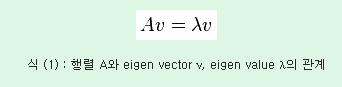 Av = λv
식 (1) : 행렬 A와 eigen vector v, eigen value λ의 관계